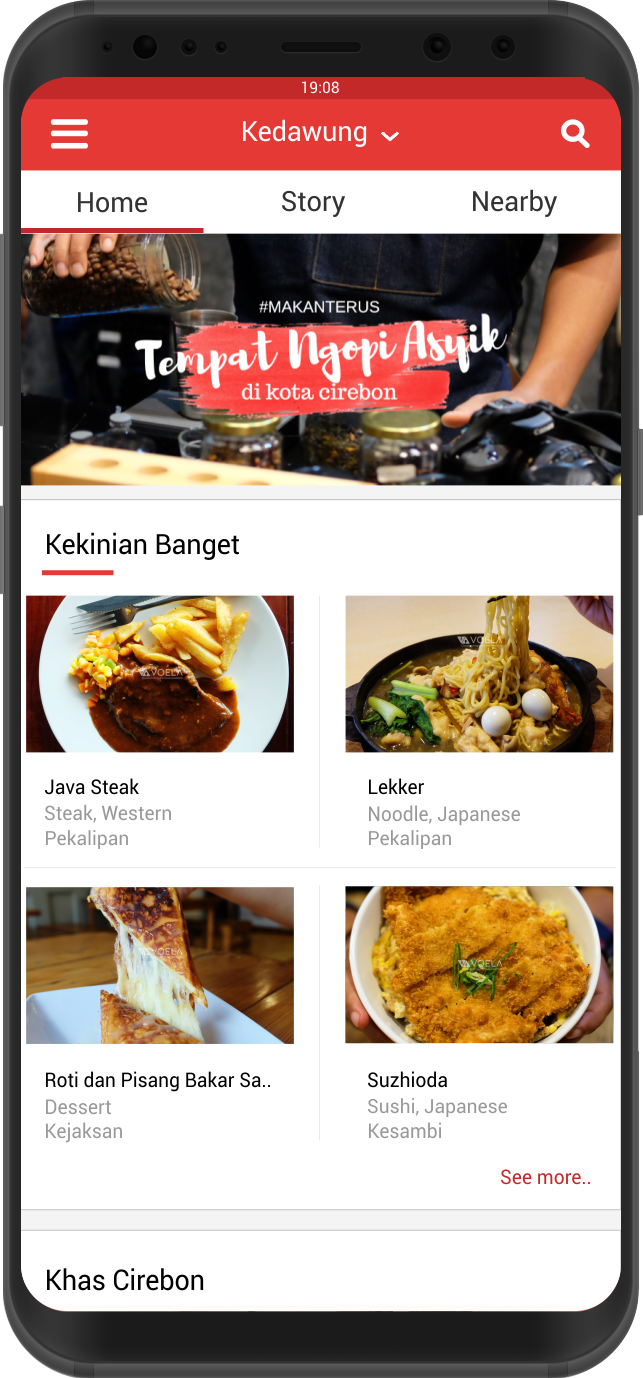 19:08
Kedawung
Home Story Nearby
#MAKANTERUS
Tempat Ngopi Asyik
di kota cirebon
Kekinian Banget
VOELA
VOELA
Java Steak
Steak, Western
Pekalipan
Lekker
Noodle, Japanese
Pekalipan
VOELA
VOELA
Roti dan Pisang Bakar Sa..
Dessert
Kejaksan
Suzhioda
Sushi, Japanese
Kesambi
See more..
Khas Cirebon